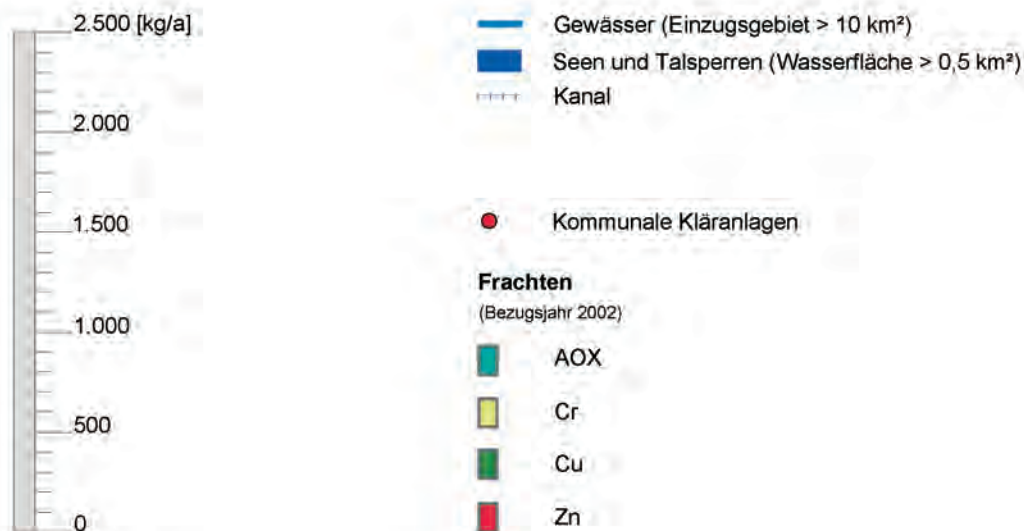 2.500 [kg/a]
2.000
1.500
1.000
500
0
Gewässer (Einzugsgebiet > 10 km²)
Seen und Talsperren (Wasserfläche > 0,5 km²)
Kanal
Kommunale Kläranlagen
Frachten
(Bezugsjahr 2002)
AOX
Cr
Cu
Zn